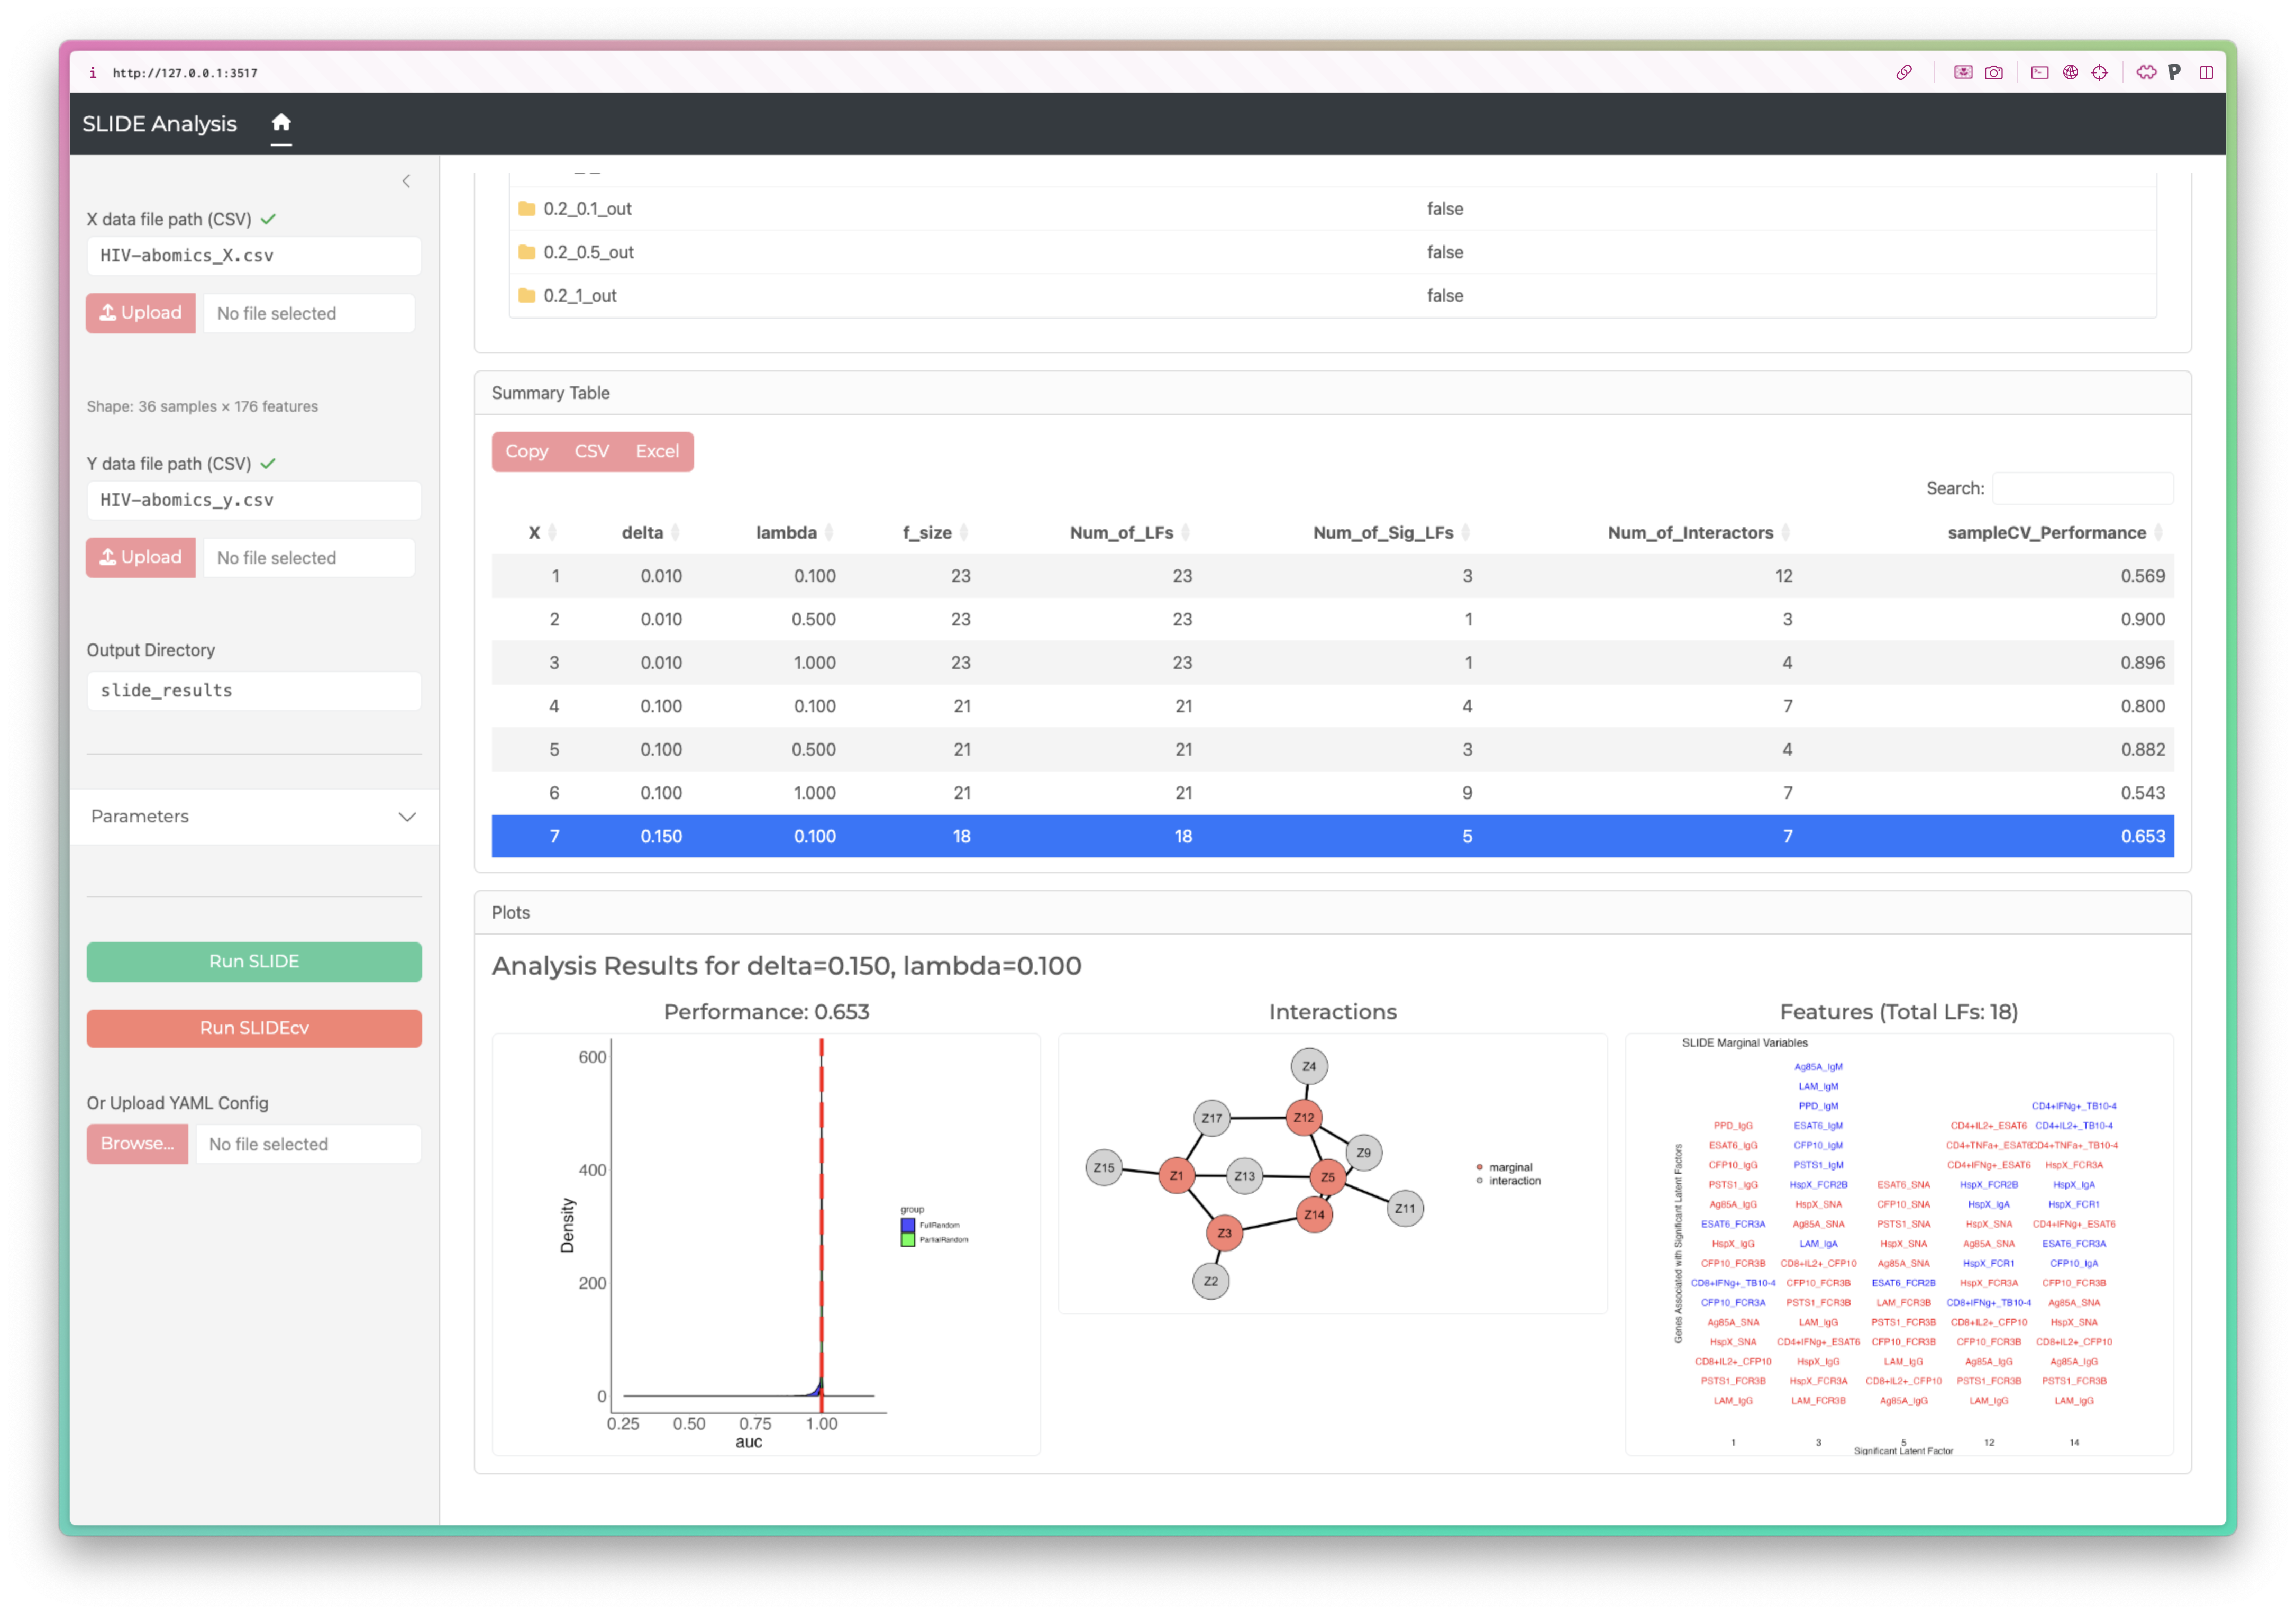 i http://127.0.0.1:3517
SLIDE Analysis
X data file path (CSV)
HIV-abomics_X.csv
Upload No file selected
Shape: 36 samples × 176 features
Y data file path (CSV)
HIV-abomics_y.csv
Upload No file selected
Output Directory
slide_results
Parameters
Run SLIDE
Run SLIDEcv
Or Upload YAML Config
Browse... No file selected
0.2_0.1_out false
0.2_0.5_out false
0.2_1_out false
Summary Table
Copy CSV Excel
Search:
X delta lambda f_size Num_of_LFs Num_of_Sig_LFs Num_of_Interactors sampleCV_Performance
1 0.010 0.100 23 23 3 12 0.569
2 0.010 0.500 23 23 1 3 0.900
3 0.010 1.000 23 23 1 4 0.896
4 0.100 0.100 21 21 4 7 0.800
5 0.100 0.500 21 21 3 4 0.882
6 0.100 1.000 21 21 9 7 0.543
7 0.150 0.100 18 18 5 7 0.653
Plots
Analysis Results for delta=0.150, lambda=0.100
Performance: 0.653
600
400
200
0
Density
0.25 0.50 0.75 1.00
auc
group
FullRandom
PartialRandom
Interactions
Z4
Z17 Z12
Z9
Z15 Z1 Z13 Z5
Z11
Z14
Z3
Z2
marginal
interaction
Features (Total LFs: 18)
SLIDE Marginal Variables
Genes Associated with Significant Latent Factors
Ag85A_IgM
LAM_IgM
PPD_IgM CD4+IFNg+_TB10-4
PPD_IgG ESAT6_IgM CD4+IL2+_ESAT6 CD4+IL2+_TB10-4
ESAT6_IgG CFP10_IgM CD4+TNFa+_ESAT6 CD4+TNFa+_TB10-4
CFP10_IgG PSTS1_IgM CD4+IFNg+_ESAT6 HspX_FCR3A
PSTS1_IgG HspX_FCR2B ESAT6_SNA HspX_FCR2B HspX_IgA
Ag85A_IgG HspX_SNA CFP10_SNA HspX_IgA HspX_FCR1
ESAT6_FCR3A Ag85A_SNA PSTS1_SNA HspX_SNA CD4+IFNg+_ESAT6
HspX_IgG LAM_IgA HspX_SNA Ag85A_SNA ESAT6_FCR3A
CFP10_FCR3B CD8+IL2+_CFP10 Ag85A_SNA HspX_FCR1 CFP10_IgA
CD8+IFNg+_TB10-4 CFP10_FCR3B ESAT6_FCR2B HspX_FCR3A CFP10_FCR3B
CFP10_FCR3A PSTS1_FCR3B LAM_FCR3B CD8+IFNg+_TB10-4 Ag85A_SNA
Ag85A_SNA LAM_IgG PSTS1_FCR3B CD8+IL2+_CFP10 HspX_SNA
HspX_SNA CD4+IFNg+_ESAT6 CFP10_FCR3B CFP10_FCR3B CD8+IL2+_CFP10
CD8+IL2+_CFP10 HspX_IgG LAM_IgG Ag85A_IgG Ag85A_IgG
PSTS1_FCR3B HspX_FCR3A CD8+IL2+_CFP10 PSTS1_FCR3B PSTS1_FCR3B
LAM_IgG LAM_FCR3B Ag85A_IgG LAM_IgG LAM_IgG
1 3 5 12 14
Significant Latent Factor